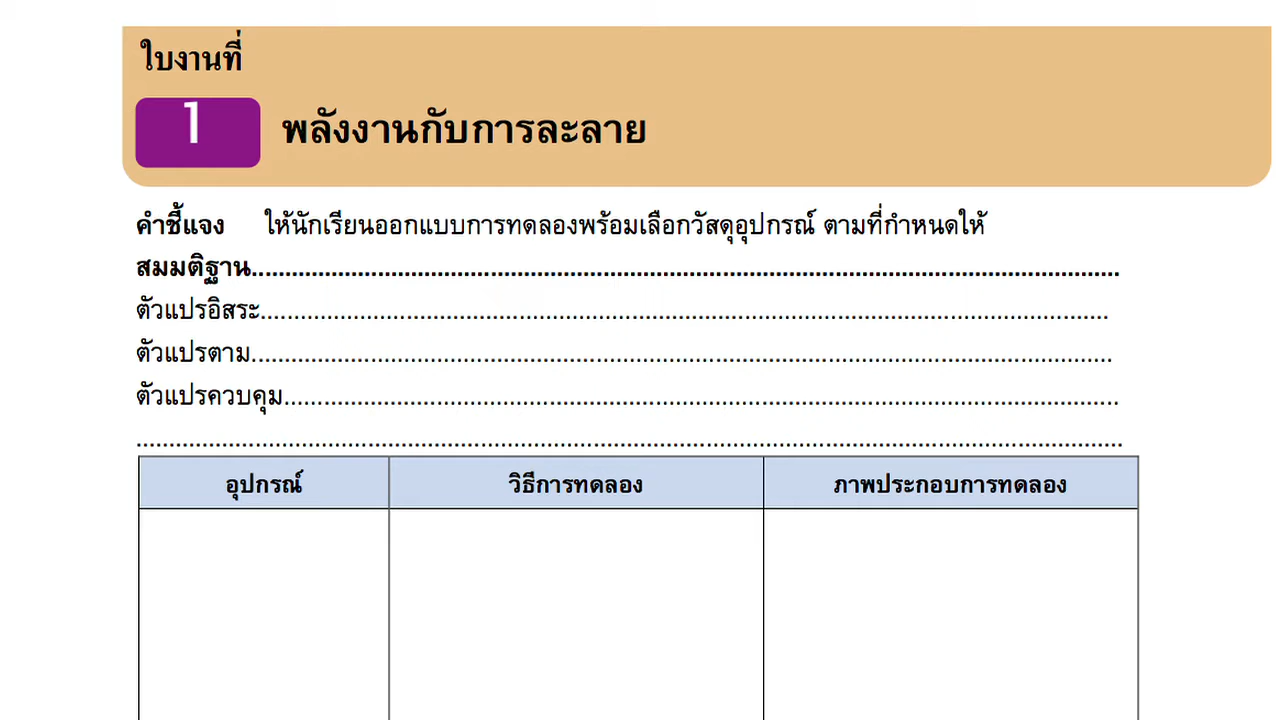 ใบงานที่
1
พลังงานกับการละลาย
คำชี้แจง ให้นักเรียนออกแบบการทดลองพร้อมเลือกวัสดุอุปกรณ์ ตามที่กำหนดให้
สมมติฐาน....................................................................................................................................
ตัวแปรอิสระ.................................................................................................................................
ตัวแปรตาม...................................................................................................................................
ตัวแปรควบคุม..............................................................................................................................
......................................................................................................................................................
อุปกรณ์ วิธีการทดลอง ภาพประกอบการทดลอง